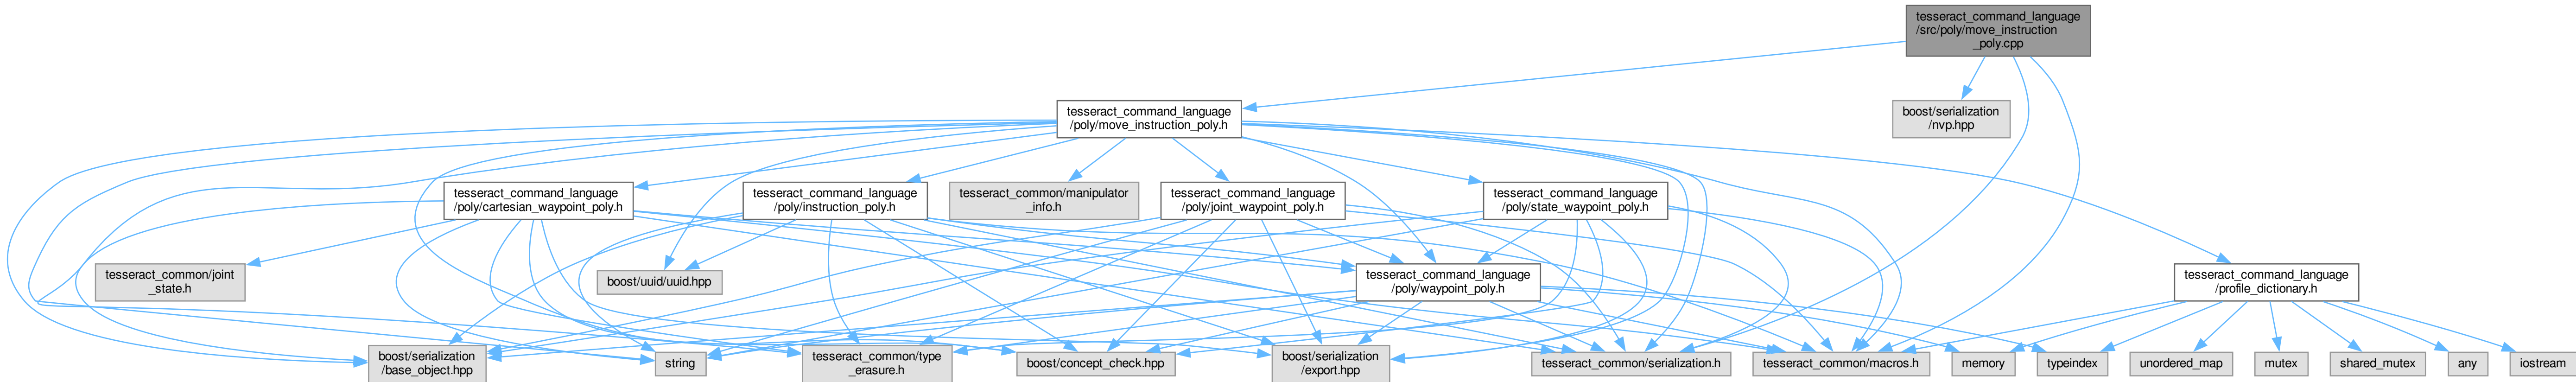 tesseract_command_language
/src/poly/move_instruction
_poly.cpp
tesseract_command_language
/poly/move_instruction_poly.h
boost/serialization
/nvp.hpp
tesseract_command_language
/poly/cartesian_waypoint_poly.h
tesseract_command_language
/poly/instruction_poly.h
tesseract_common/manipulator
_info.h
tesseract_command_language
/poly/joint_waypoint_poly.h
tesseract_command_language
/poly/state_waypoint_poly.h
tesseract_common/joint
_state.h
boost/uuid/uuid.hpp
tesseract_command_language
/poly/waypoint_poly.h
tesseract_command_language
/profile_dictionary.h
boost/serialization
/base_object.hpp
string
tesseract_common/type
_erasure.h
boost/concept_check.hpp
boost/serialization
/export.hpp
tesseract_common/serialization.h
tesseract_common/macros.h
memory
typeindex
unordered_map
mutex
shared_mutex
any
iostream